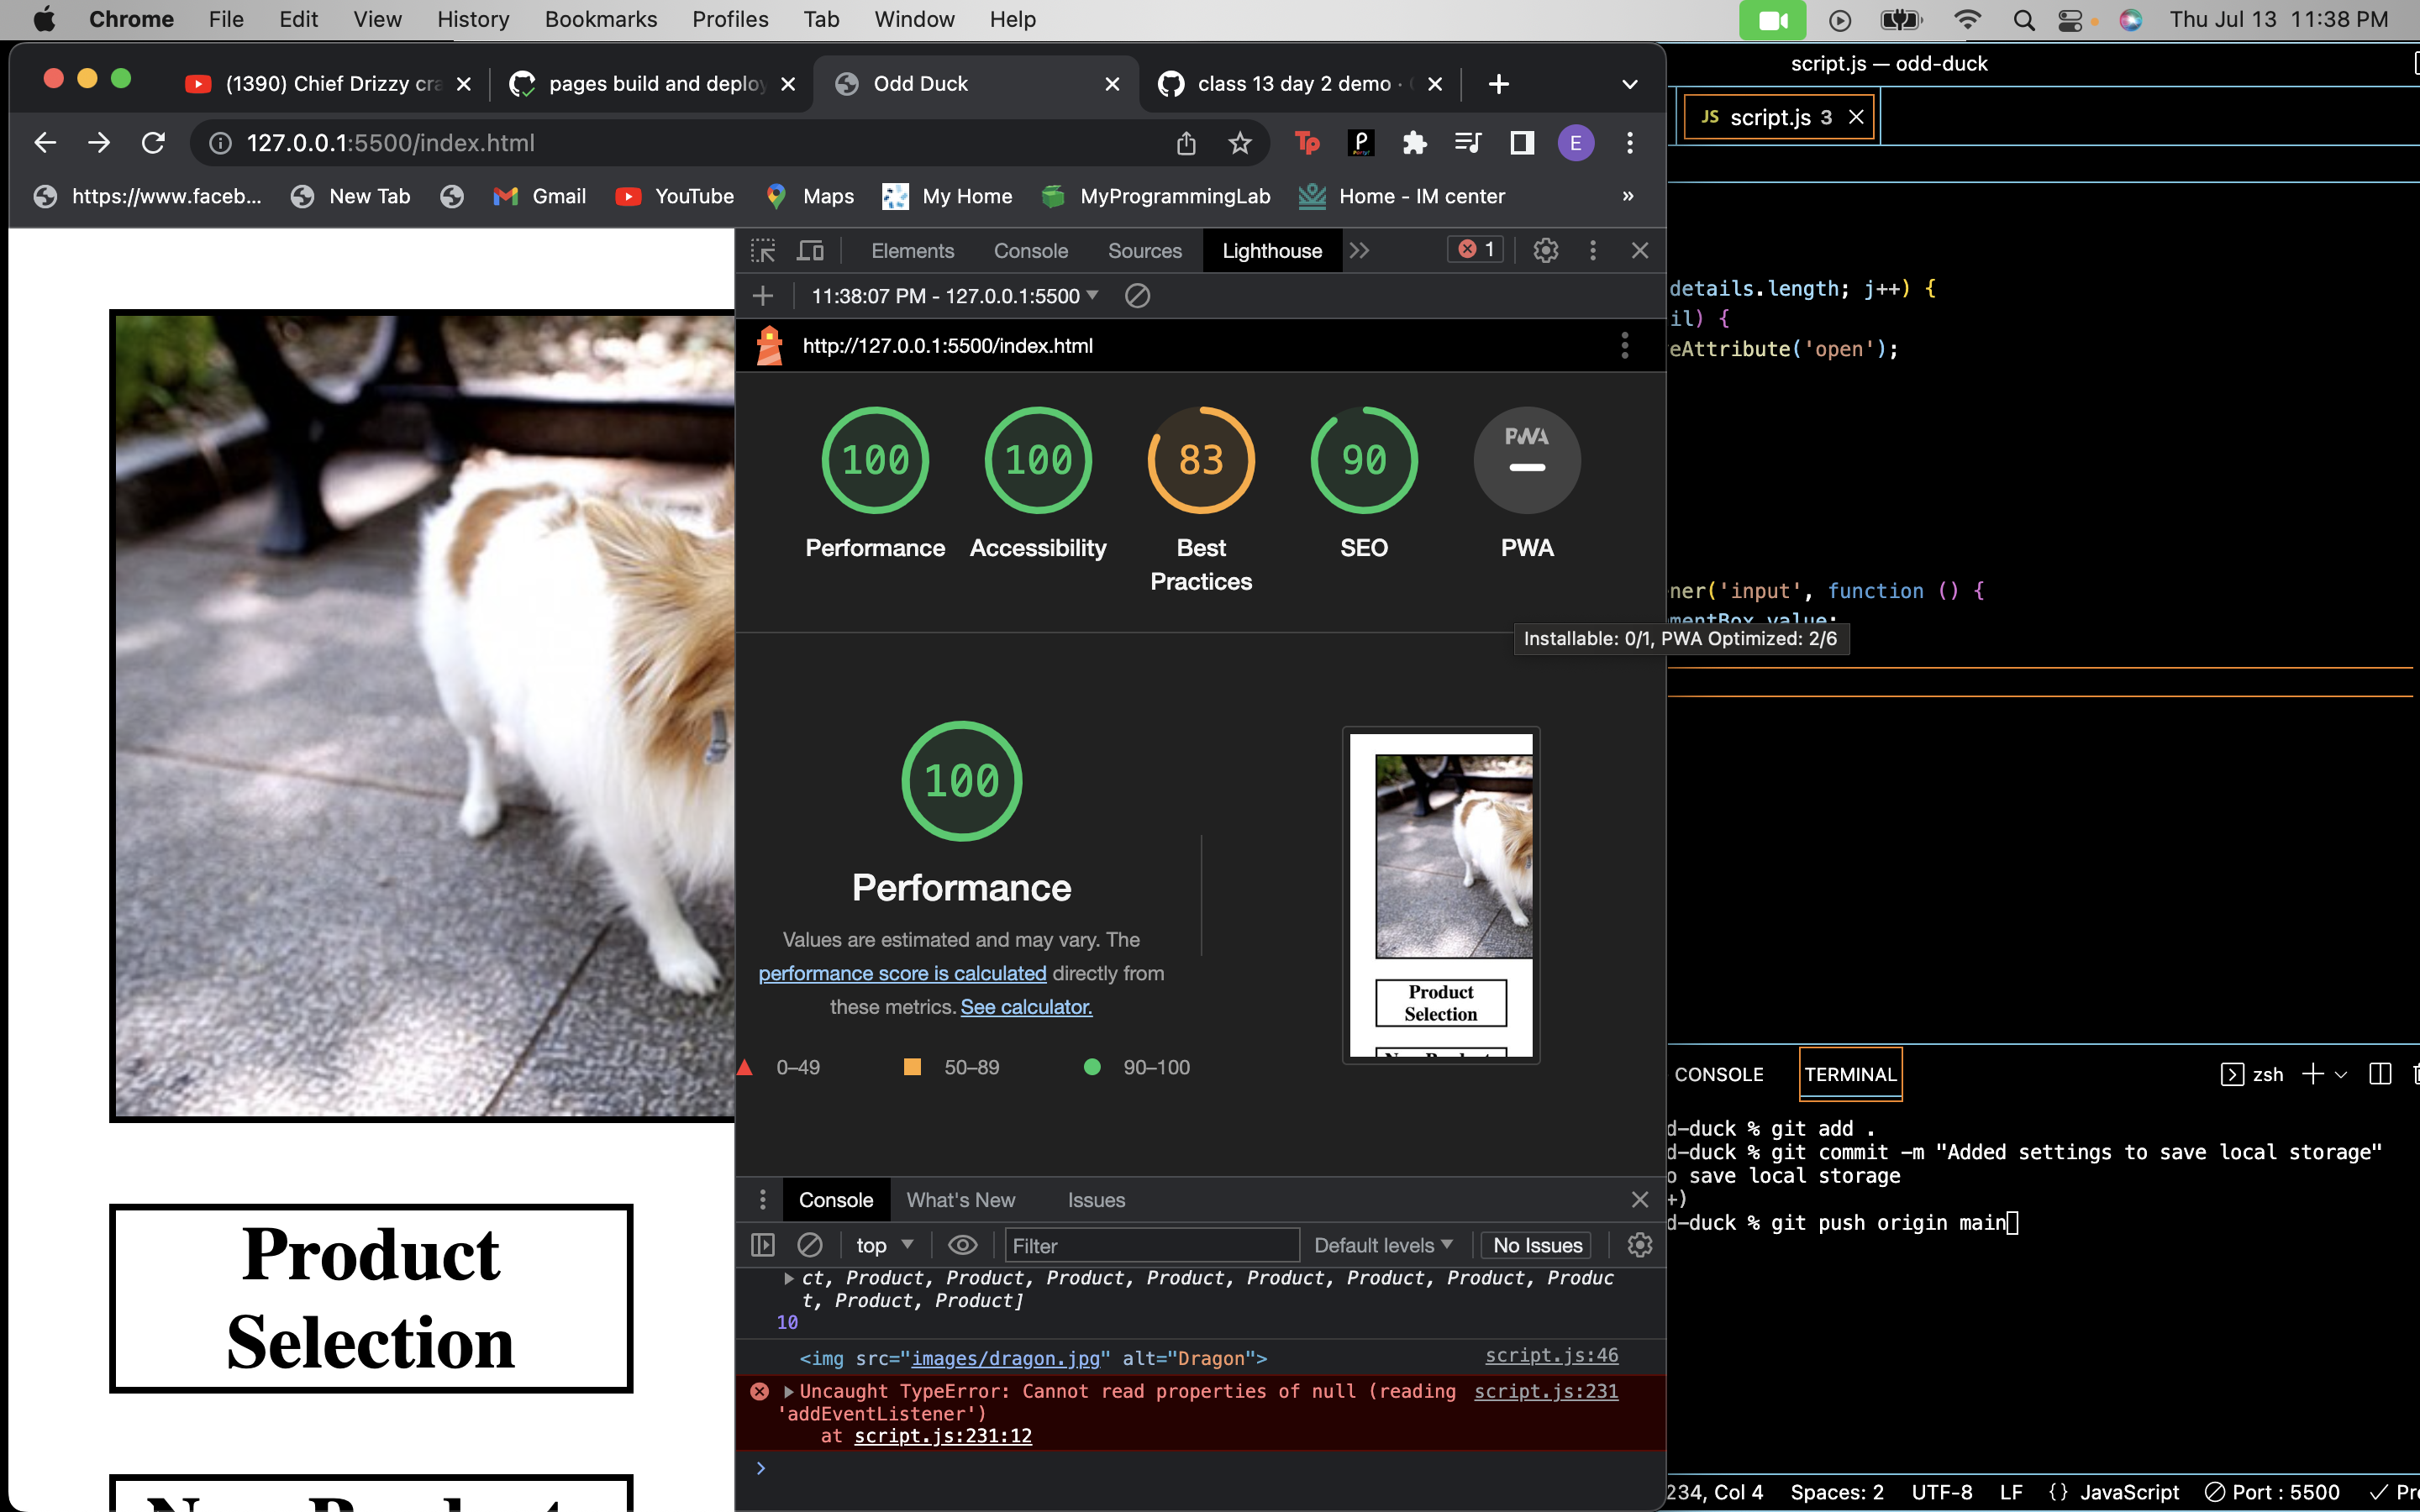 Chrome File Edit View History Bookmarks Profiles Tab Window Help Thu Jul 13 11:38 PM
(1390) Chief Drizzy cra
pages build and deploy
Odd Duck
class 13 day 2 demo ·
127.0.0.1:5500/index.html
Tp
E
https://www.faceb... New Tab Gmail YouTube Maps My Home MyProgrammingLab Home - IM center »
Elements Console Sources Lighthouse 1
11:38:07 PM - 127.0.0.1:5500
http://127.0.0.1:5500/index.html
100 100 83 90 PWA
Performance Accessibility Best Practices SEO PWA
Installable: 0/1, PWA Optimized: 2/6
100
Performance
Values are estimated and may vary. The
performance score is calculated directly from
these metrics. See calculator.
0–49 50–89 90–100
Product
Selection
Product
Selection
Console What's New Issues
top Filter Default levels No Issues
ct, Product, Product, Product, Product, Product, Product, Product, Produc
t, Product, Product]
10
<img src="images/dragon.jpg" alt="Dragon"> script.js:46
Uncaught TypeError: Cannot read properties of null (reading script.js:231
'addEventListener')
at script.js:231:12
script.js — odd-duck
JS script.js 3
details.length; j++) {
il) {
eAttribute('open');
ner('input', function () {
mentBox.value;
CONSOLE TERMINAL zsh
d-duck % git add .
d-duck % git commit -m "Added settings to save local storage"
o save local storage
+)
d-duck % git push origin main
234, Col 4 Spaces: 2 UTF-8 LF {} JavaScript Port : 5500